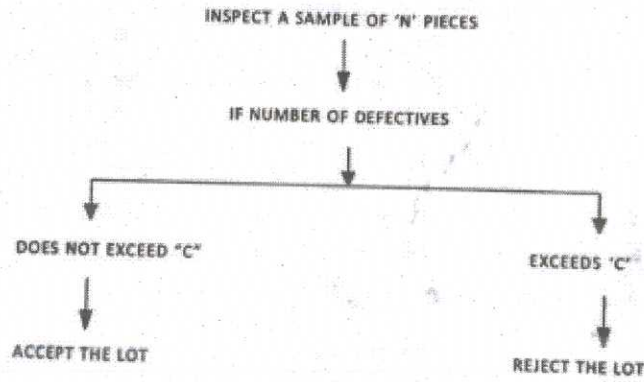 INSPECT A SAMPLE OF 'N' PIECES
IF NUMBER OF DEFECTIVES
DOES NOT EXCEED "C"
EXCEEDS 'C'
ACCEPT THE LOT
REJECT THE LOT